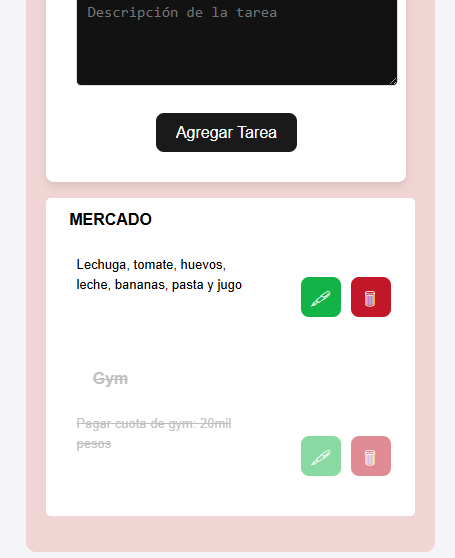 Descripción de la tarea
Agregar Tarea
MERCADO
Lechuga, tomate, huevos,
leche, bananas, pasta y jugo
Gym
Pagar cuota de gym: 20mil
pesos